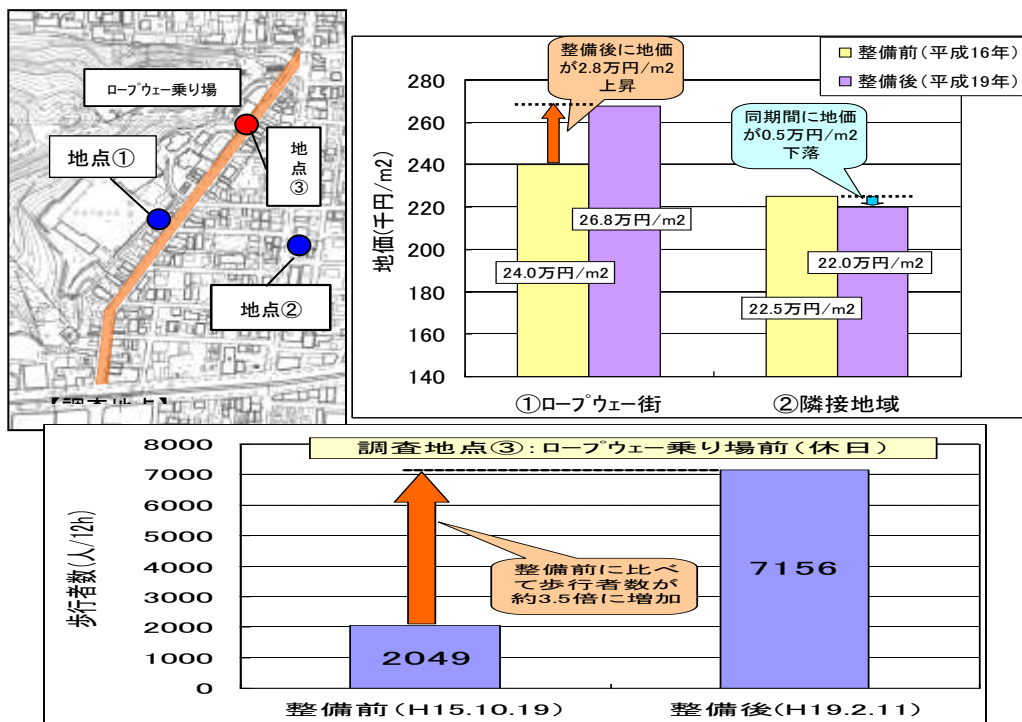 ロープウェー乗り場
地点①
地
点
③
地点②
【調査地点】
整備後に地価
が2.8万円/m2
上昇
整備前(平成16年)
整備後(平成19年)
同期間に地価
が0.5万円/m2
下落
地価(千円/m2)
280
260
240
220
200
180
160
140
26.8万円/m2
24.0万円/m2
22.0万円/m2
22.5万円/m2
①ロープウェー街
②隣接地域
調査地点③:ロープウェー乗り場前(休日)
歩行者数(人/12h)
8000
7000
6000
5000
4000
3000
2000
1000
0
整備前に比べ
て歩行者数が
約3.5倍に増加
2049
7156
整備前(H15.10.19)
整備後(H19.2.11)